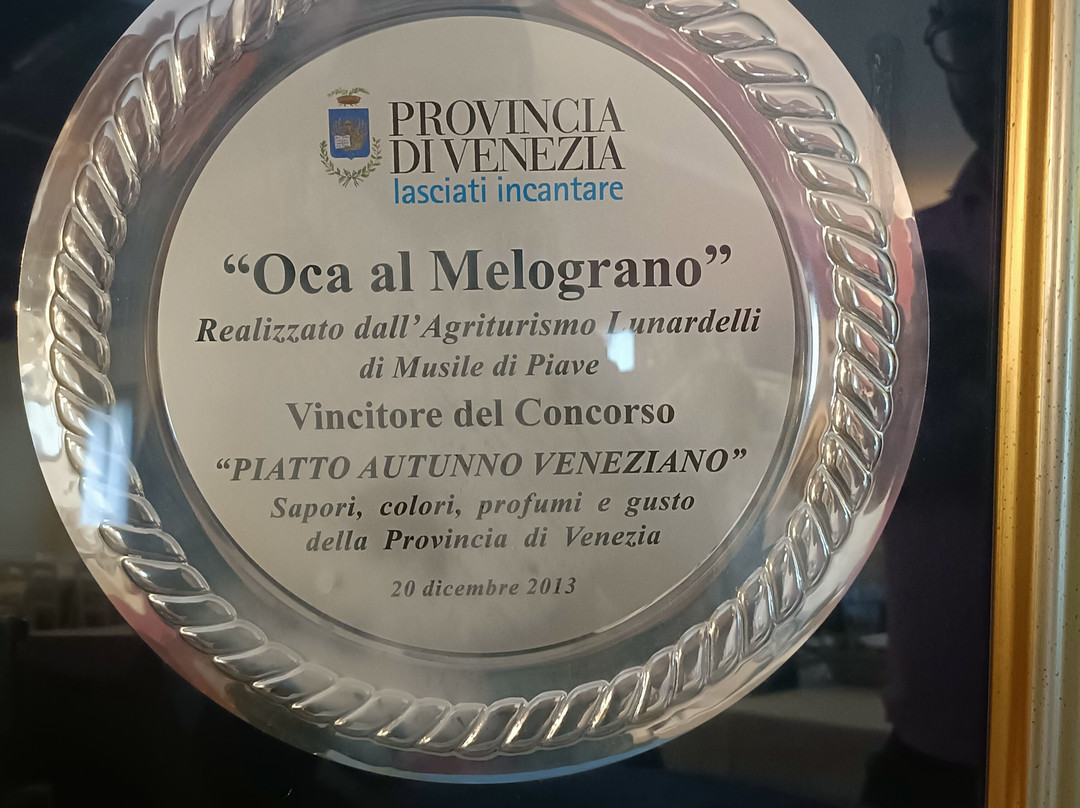 PROVINCIA
DI VENEZIA
lasciati incantare
“Oca al Melograno”
Realizzato dall’Agriturismo Lunardelli
di Musile di Piave
Vincitore del Concorso
“PIATTO AUTUNNO VENEZIANO”
Sapori, colori, profumi e gusto
della Provincia di Venezia
20 dicembre 2013